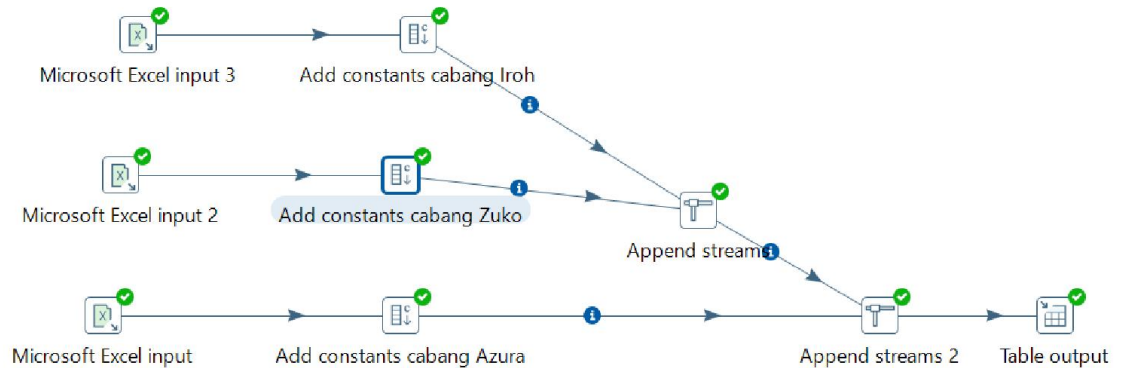 Microsoft Excel input 3
Add constants cabang Iroh
Microsoft Excel input 2
Add constants cabang Zuko
Append streams
Microsoft Excel input
Add constants cabang Azura
Append streams 2
Table output